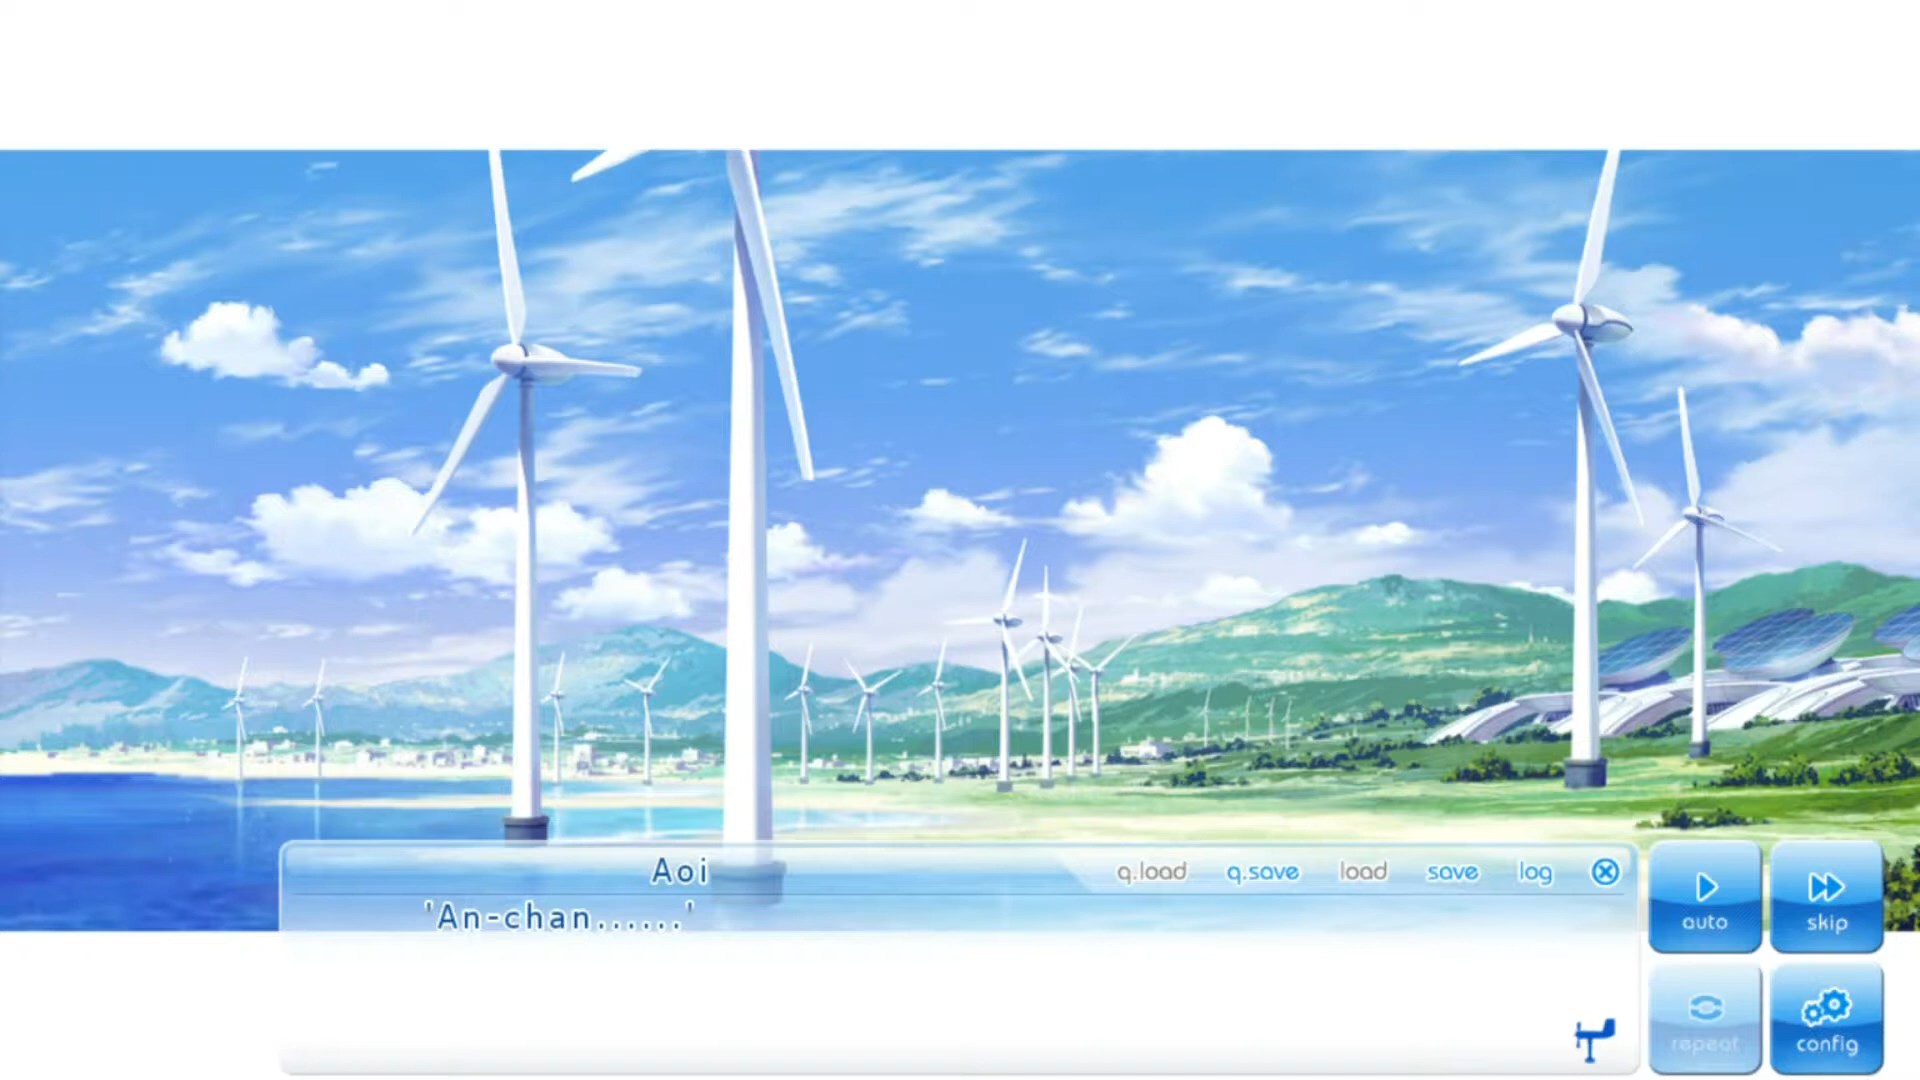 Aoi
q.load q.save load save log
'An-chan......'
auto skip
repeat config